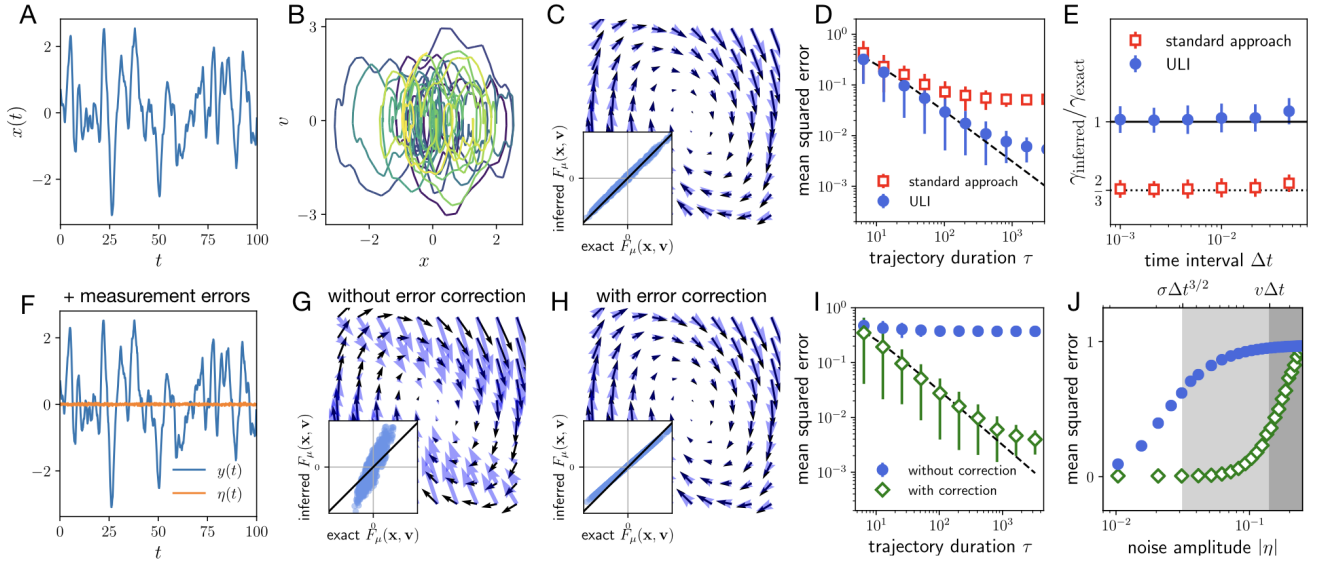 A
x(t)
2
0
−2
0 25 50 75 100
t
B
v
3
0
−3
−2 0 2
x
C
inferred F_μ(x, v)
0
0
exact F_μ(x, v)
D
mean squared error
10^0
10^−1
10^−2
10^−3
standard approach
ULI
10^1 10^2 10^3
trajectory duration τ
E
standard approach
ULI
γ_inferred/γ_exact
1
2/3
10^−3 10^−2
time interval Δt
F
+ measurement errors
2
0
−2
y(t)
η(t)
0 25 50 75 100
t
G
without error correction
inferred F_μ(x, v)
0
0
exact F_μ(x, v)
H
with error correction
inferred F_μ(x, v)
0
0
exact F_μ(x, v)
I
mean squared error
10^0
10^−1
10^−2
10^−3
without correction
with correction
10^1 10^2 10^3
trajectory duration τ
J
σΔt^3/2 vΔt
mean squared error
1
0
10^−2 10^−1
noise amplitude |η|